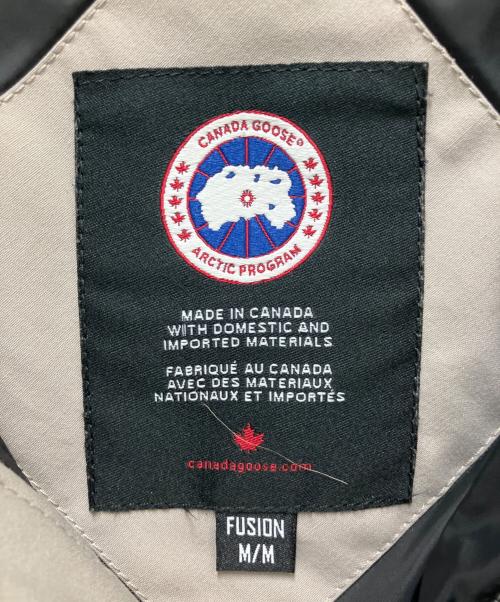 CANADA GOOSE®
ARCTIC PROGRAM
MADE IN CANADA
WITH DOMESTIC AND
IMPORTED MATERIALS
FABRIQUÉ AU CANADA
AVEC DES MATERIAUX
NATIONAUX ET IMPORTÉS
canadagoose.com
FUSION
M/M